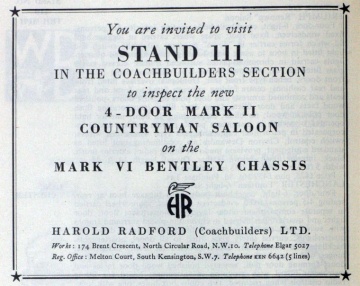 You are invited to visit
STAND 111
IN THE COACHBUILDERS SECTION
to inspect the new
4-DOOR MARK II
COUNTRYMAN SALOON
on the
MARK VI BENTLEY CHASSIS
HR
HAROLD RADFORD (Coachbuilders) LTD.
Works: 174 Brent Crescent, North Circular Road, N.W.10. Telephone Elgar 5027
Reg. Office: Melton Court, South Kensington, S.W.7. Telephone KEN 6642 (5 lines)